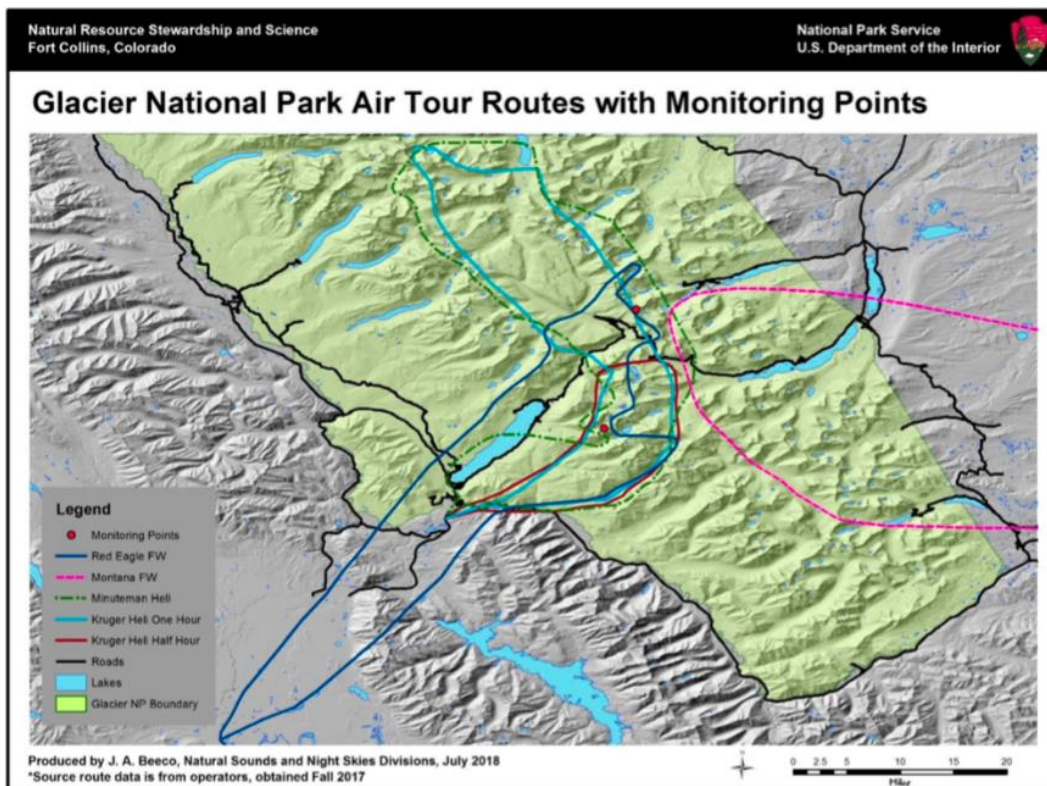 Natural Resource Stewardship and Science
Fort Collins, Colorado
National Park Service
U.S. Department of the Interior
Glacier National Park Air Tour Routes with Monitoring Points
Legend
Monitoring Points
Red Eagle FW
Montana FW
Minuteman Heli
Kruger Heli One Hour
Kruger Heli Half Hour
Roads
Lakes
Glacier NP Boundary
Produced by J. A. Beeco, Natural Sounds and Night Skies Divisions, July 2018
*Source route data is from operators, obtained Fall 2017
0 2.5 5 10 15 20